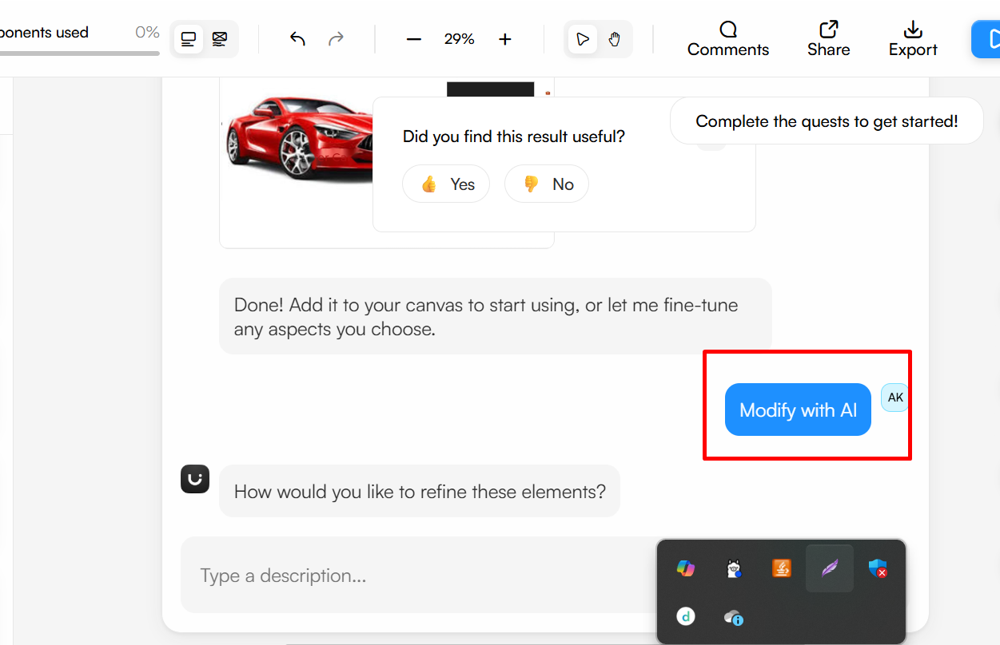 ponents used
0%
29%
Comments
Share
Export
Complete the quests to get started!
Did you find this result useful?
Yes
No
Done! Add it to your canvas to start using, or let me fine-tune
any aspects you choose.
Modify with AI
AK
How would you like to refine these elements?
Type a description...
d